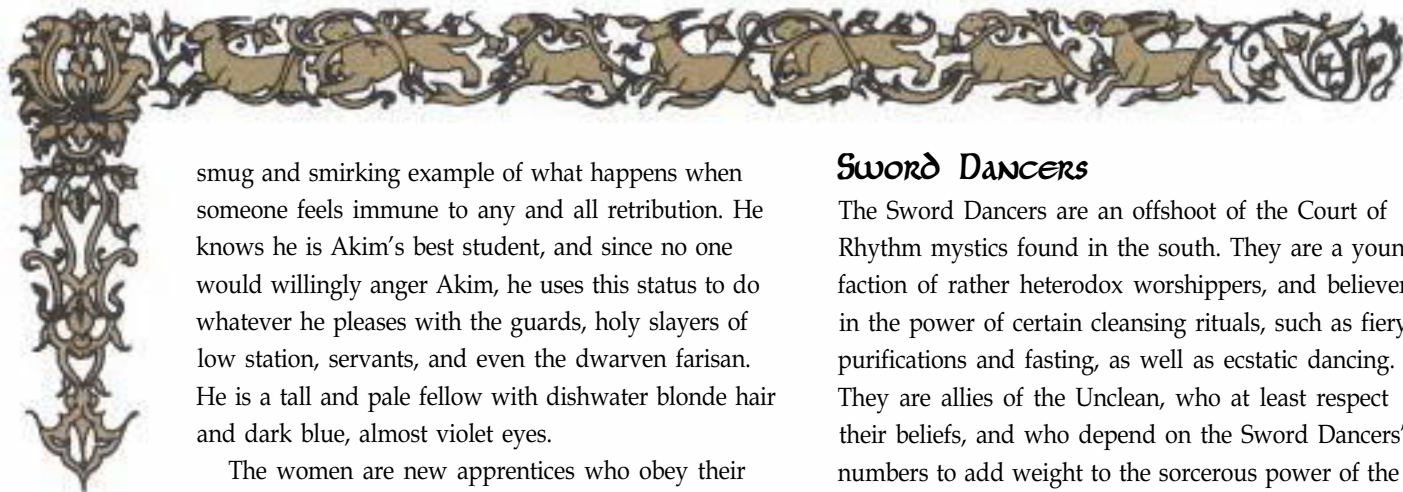 smug and smirking example of what happens when
someone feels immune to any and all retribution. He
knows he is Akim's best student, and since no one
would willingly anger Akim, he uses this status to do
whatever he pleases with the guards, holy slayers of
low station, servants, and even the dwarven farisan.
He is a tall and pale fellow with dishwater blonde hair
and dark blue, almost violet eyes.
The women are new apprentices who obey their
Sword Dancers
The Sword Dancers are an offshoot of the Court of
Rhythm mystics found in the south. They are a youn
faction of rather heterodox worshippers, and believer
in the power of certain cleansing rituals, such as fiery
purifications and fasting, as well as ecstatic dancing.
They are allies of the Unclean, who at least respect
their beliefs, and who depend on the Sword Dancers'
numbers to add weight to the sorcerous power of the